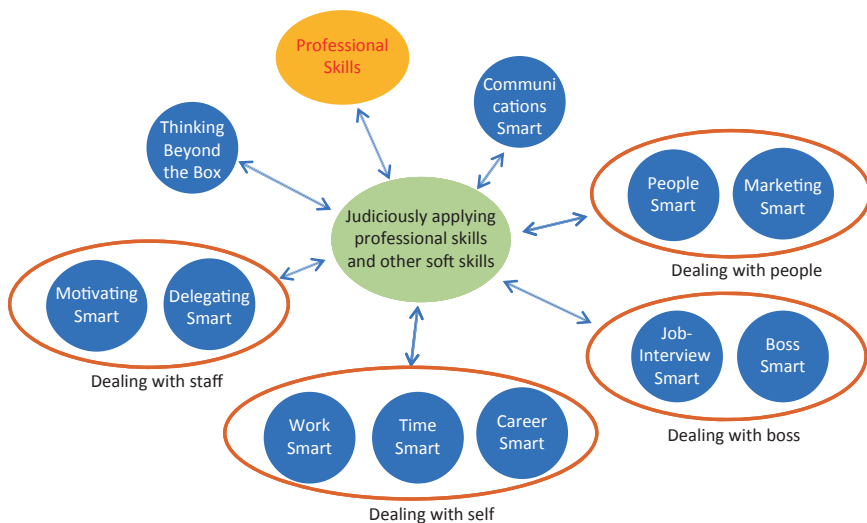 Professional
Skills
Communi
cations
Smart
Thinking
Beyond
the Box
People
Smart
Marketing
Smart
Judiciously applying
professional skills
and other soft skills
Dealing with people
Motivating
Smart
Delegating
Smart
Dealing with staff
Job-
Interview
Smart
Boss
Smart
Dealing with boss
Work
Smart
Time
Smart
Career
Smart
Dealing with self